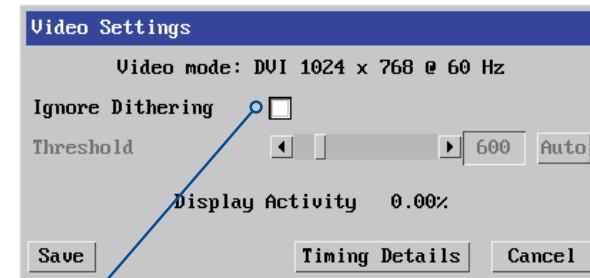 Video Settings
Video mode: DVI 1024 x 768 @ 60 Hz
Ignore Dithering
Threshold 600 Auto
Display Activity 0.00%
Save Timing Details Cancel